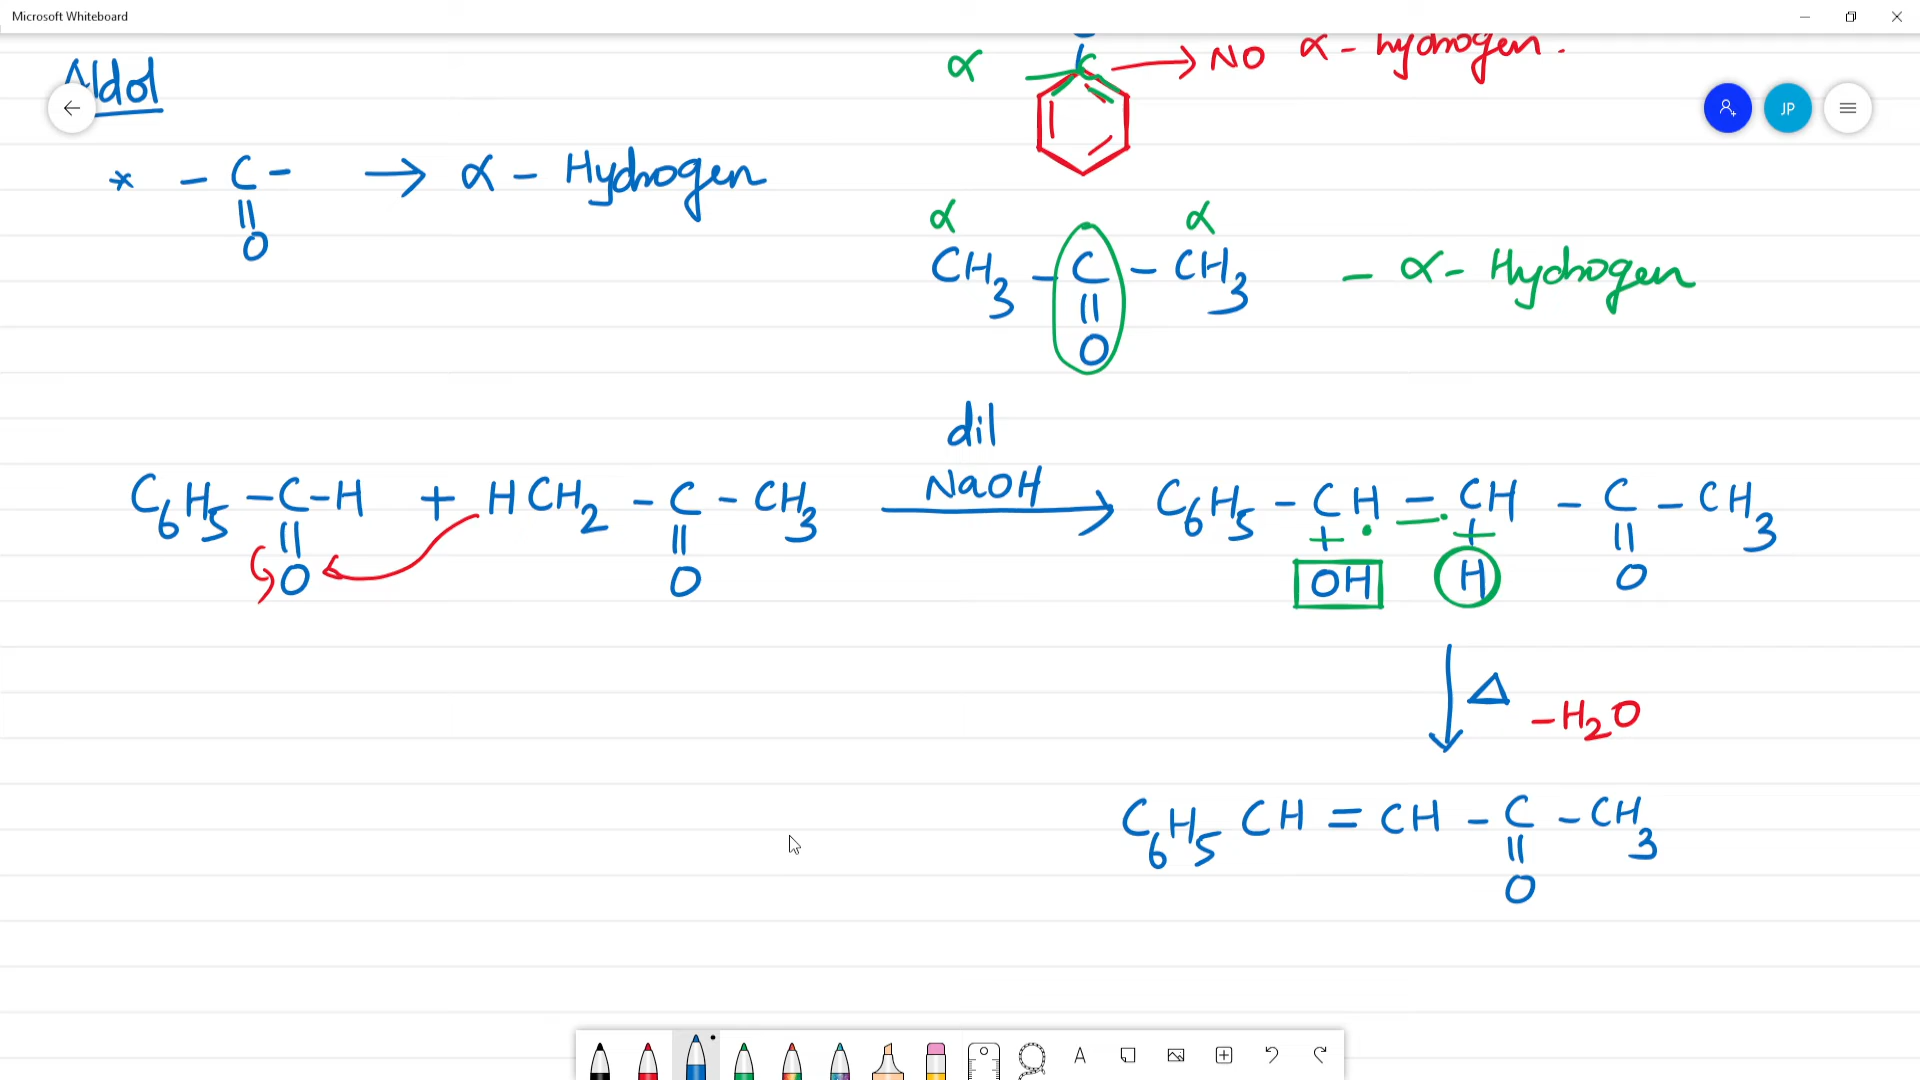 Microsoft Whiteboard
Aldol
α
C → NO α - hydrogen.
JP
* - C - → α - Hydrogen
||
O
α α
CH3 - C - CH3 - α - Hydrogen
||
O
dil
NaOH
C6H5 - C - H + HCH2 - C - CH3 → C6H5 - CH = CH - C - CH3
|| || + + ||
O O OH H O
Δ
-H2O
C6H5 CH = CH - C - CH3
||
O
A